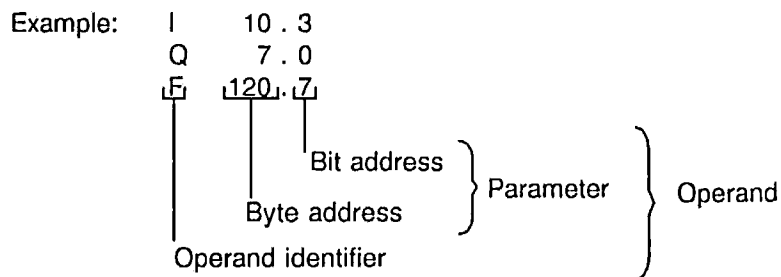 Example: I 10 . 3
Q 7 . 0
F 120 . 7
Bit address
Parameter
Operand
Byte address
Operand identifier